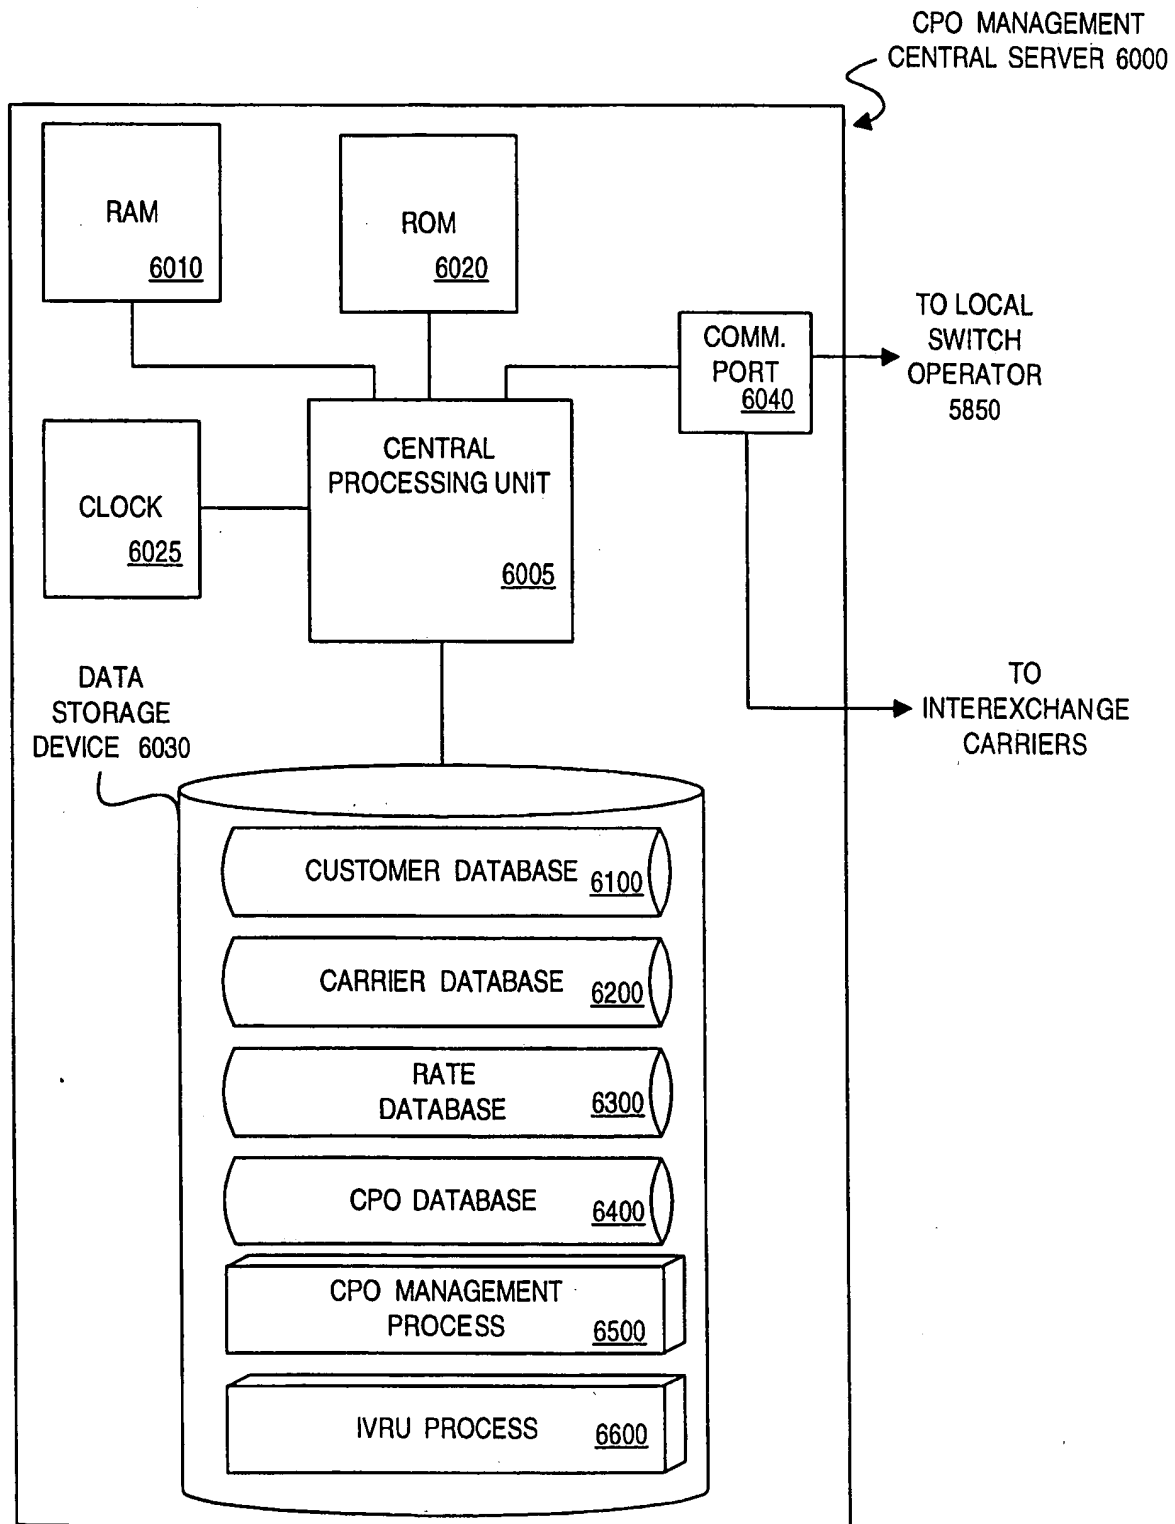 CPO MANAGEMENT
CENTRAL SERVER 6000
RAM
6010
ROM
6020
COMM.
PORT
6040
TO LOCAL
SWITCH
OPERATOR
5850
CLOCK
6025
CENTRAL
PROCESSING UNIT
6005
DATA
STORAGE
DEVICE 6030
TO
INTEREXCHANGE
CARRIERS
CUSTOMER DATABASE 6100
CARRIER DATABASE 6200
RATE
DATABASE 6300
CPO DATABASE 6400
CPO MANAGEMENT
PROCESS 6500
IVRU PROCESS 6600